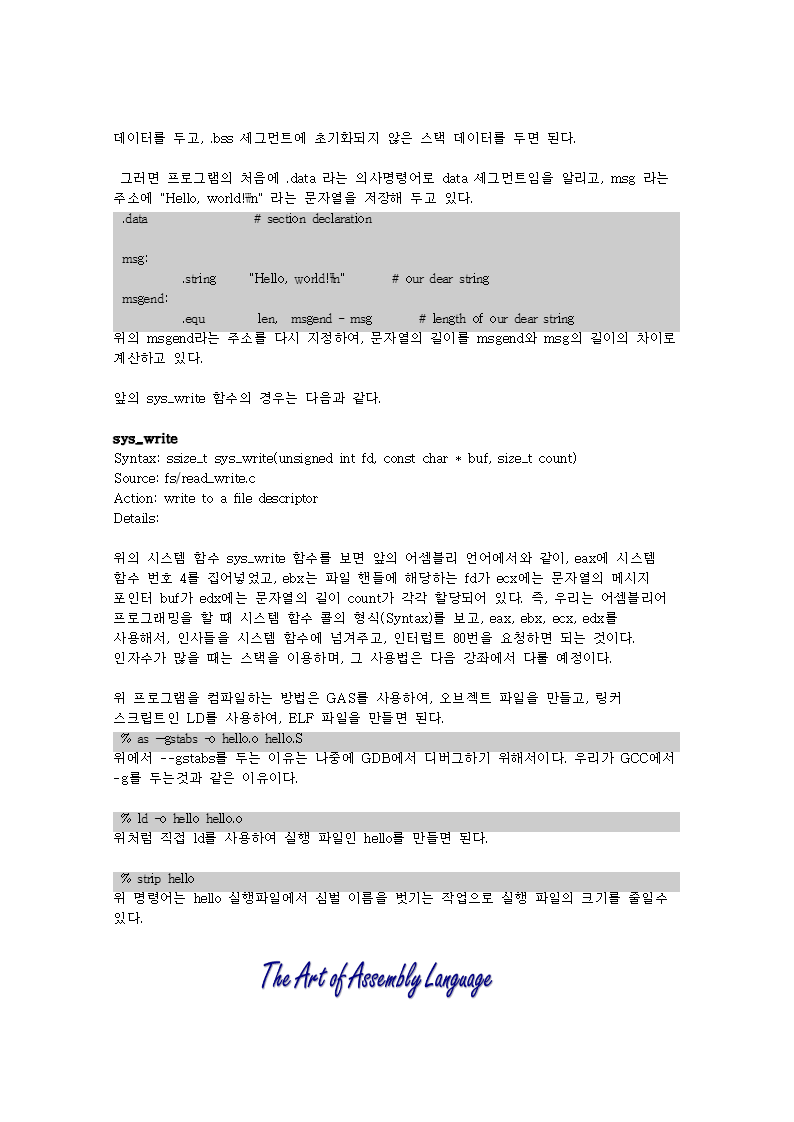 데이터를 두고, .bss 세그먼트에 초기화되지 않은 스택 데이터를 두면 된다.
그러면 프로그램의 처음에 .data 라는 의사명령어로 data 세그먼트임을 알리고, msg 라는
주소에 "Hello, world!₩n" 라는 문자열을 저장해 두고 있다.
.data # section declaration
msg:
.string "Hello, world!₩n" # our dear string
msgend:
.equ len, msgend - msg # length of our dear string
위의 msgend라는 주소를 다시 지정하여, 문자열의 길이를 msgend와 msg의 길이의 차이로
계산하고 있다.
앞의 sys_write 함수의 경우는 다음과 같다.
sys_write
Syntax: ssize_t sys_write(unsigned int fd, const char * buf, size_t count)
Source: fs/read_write.c
Action: write to a file descriptor
Details:
위의 시스템 함수 sys_write 함수를 보면 앞의 어셈블리 언어에서와 같이, eax에 시스템
함수 번호 4를 집어넣었고, ebx는 파일 핸들에 해당하는 fd가 ecx에는 문자열의 메시지
포인터 buf가 edx에는 문자열의 길이 count가 각각 할당되어 있다. 즉, 우리는 어셈블리어
프로그래밍을 할 때 시스템 함수 콜의 형식(Syntax)를 보고, eax, ebx, ecx, edx를
사용해서, 인사들을 시스템 함수에 넘겨주고, 인터럽트 80번을 요청하면 되는 것이다.
인자수가 많을 때는 스택을 이용하며, 그 사용법은 다음 강좌에서 다룰 예정이다.
위 프로그램을 컴파일하는 방법은 GAS를 사용하여, 오브젝트 파일을 만들고, 링커
스크립트인 LD를 사용하여, ELF 파일을 만들면 된다.
% as –gstabs -o hello.o hello.S
위에서 --gstabs를 두는 이유는 나중에 GDB에서 디버그하기 위해서이다. 우리가 GCC에서
-g를 두는것과 같은 이유이다.
% ld -o hello hello.o
위처럼 직접 ld를 사용하여 실행 파일인 hello를 만들면 된다.
% strip hello
위 명령어는 hello 실행파일에서 심벌 이름을 벗기는 작업으로 실행 파일의 크기를 줄일수
있다.
The Art of Assembly Language